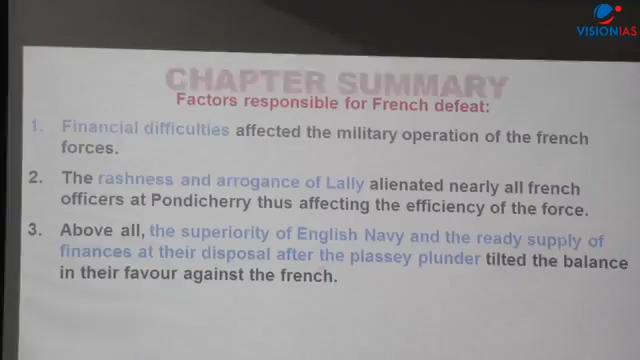 VISIONIAS
CHAPTER SUMMARY
Factors responsible for French defeat:
1. Financial difficulties affected the military operation of the french
forces.
2. The rashness and arrogance of Lally alienated nearly all french
officers at Pondicherry thus affecting the efficiency of the force.
3. Above all, the superiority of English Navy and the ready supply of
finances at their disposal after the plassey plunder tilted the balance
in their favour against the french.